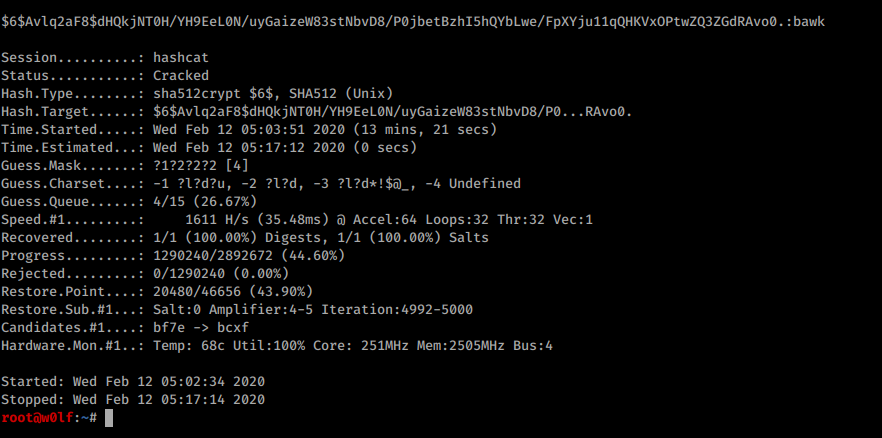 $6$Avlq2aF8$dHQkjNT0H/YH9EeL0N/uyGaizeW83stNbvD8/P0jbetBzhI5hQYbLwe/FpXYju11qQHKVxOPtwZQ3ZGdRAvo0.:bawk
Session..........: hashcat
Status...........: Cracked
Hash.Type........: sha512crypt $6$, SHA512 (Unix)
Hash.Target......: $6$Avlq2aF8$dHQkjNT0H/YH9EeL0N/uyGaizeW83stNbvD8/P0...RAvo0.
Time.Started.....: Wed Feb 12 05:03:51 2020 (13 mins, 21 secs)
Time.Estimated...: Wed Feb 12 05:17:12 2020 (0 secs)
Guess.Mask.......: ?1?2?2?2 [4]
Guess.Charset....: -1 ?l?d?u, -2 ?l?d, -3 ?l?d*!$@_, -4 Undefined
Guess.Queue......: 4/15 (26.67%)
Speed.#1.........:     1611 H/s (35.48ms) @ Accel:64 Loops:32 Thr:32 Vec:1
Recovered........: 1/1 (100.00%) Digests, 1/1 (100.00%) Salts
Progress.........: 1290240/2892672 (44.60%)
Rejected.........: 0/1290240 (0.00%)
Restore.Point....: 20480/46656 (43.90%)
Restore.Sub.#1...: Salt:0 Amplifier:4-5 Iteration:4992-5000
Candidates.#1....: bf7e -> bcxf
Hardware.Mon.#1..: Temp: 68c Util:100% Core: 251MHz Mem:2505MHz Bus:4
Started: Wed Feb 12 05:02:34 2020
Stopped: Wed Feb 12 05:17:14 2020
root@w0lf:~#